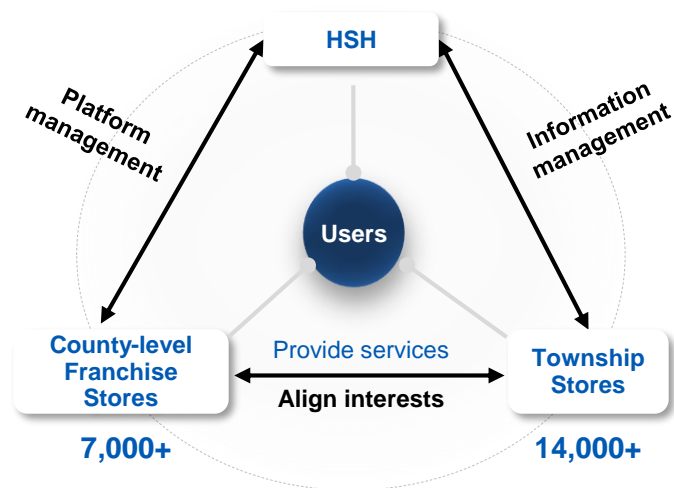 HSH
Platform
management
Information
management
Users
County-level
Franchise
Stores
Provide services
Align interests
Township
Stores
7,000+
14,000+